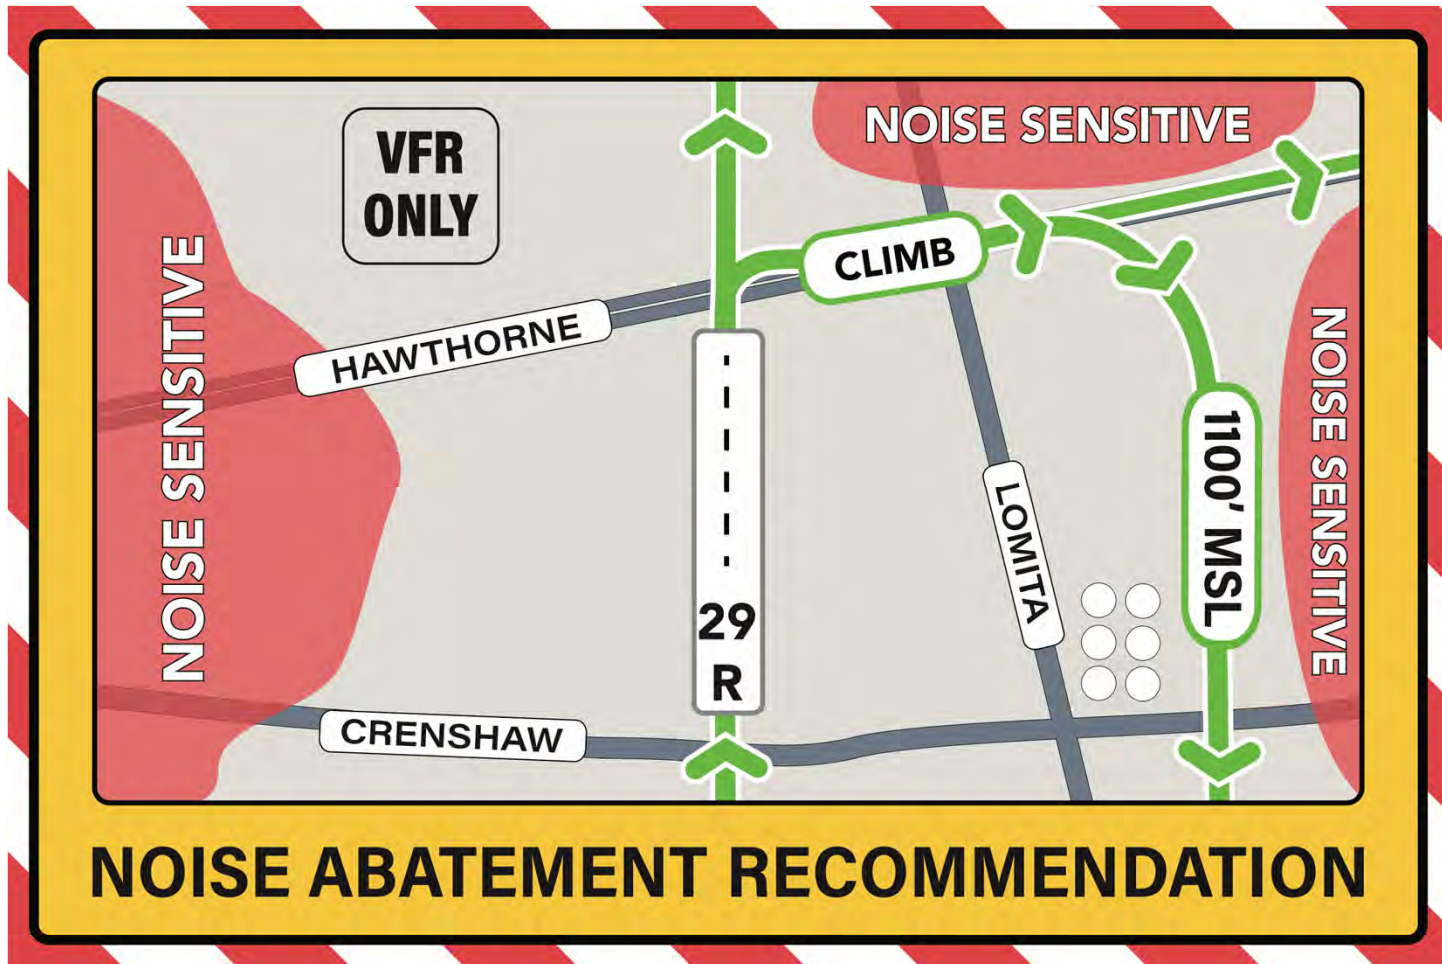 NOISE SENSITIVE
VFR
ONLY
NOISE SENSITIVE
CLIMB
HAWTHORNE
NOISE SENSITIVE
1100' MSL
LOMITA
29
R
CRENSHAW
NOISE ABATEMENT RECOMMENDATION